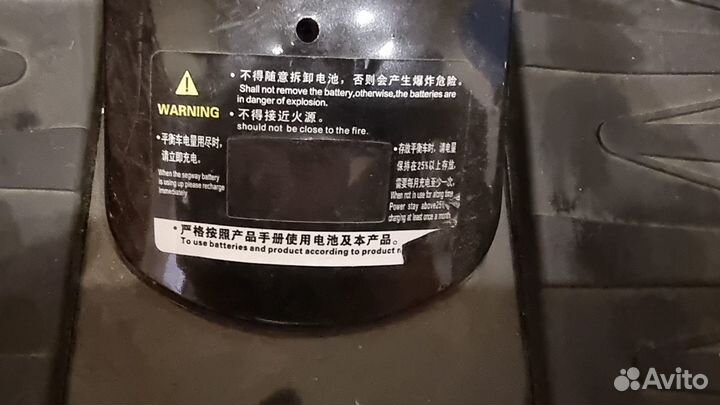 • 不得随意拆卸电池，否则会产生爆炸危险。
Shall not remove the battery,otherwise,the batteries are
in danger of explosion.
WARNING
• 不得接近火源。
should not be close to the fire.
• 平衡车电量用尽时，
请立即充电。
When the segway battery
is using up please recharge
Immediately
• 存放平衡车时，请电量
保持在25%以上存放，
需要每月充电至少一次。
When not in use for along time
Power stay above25%
charging at least once a month
• 严格按照产品手册使用电池及本产品。
To use batteries and product according to product
Avito